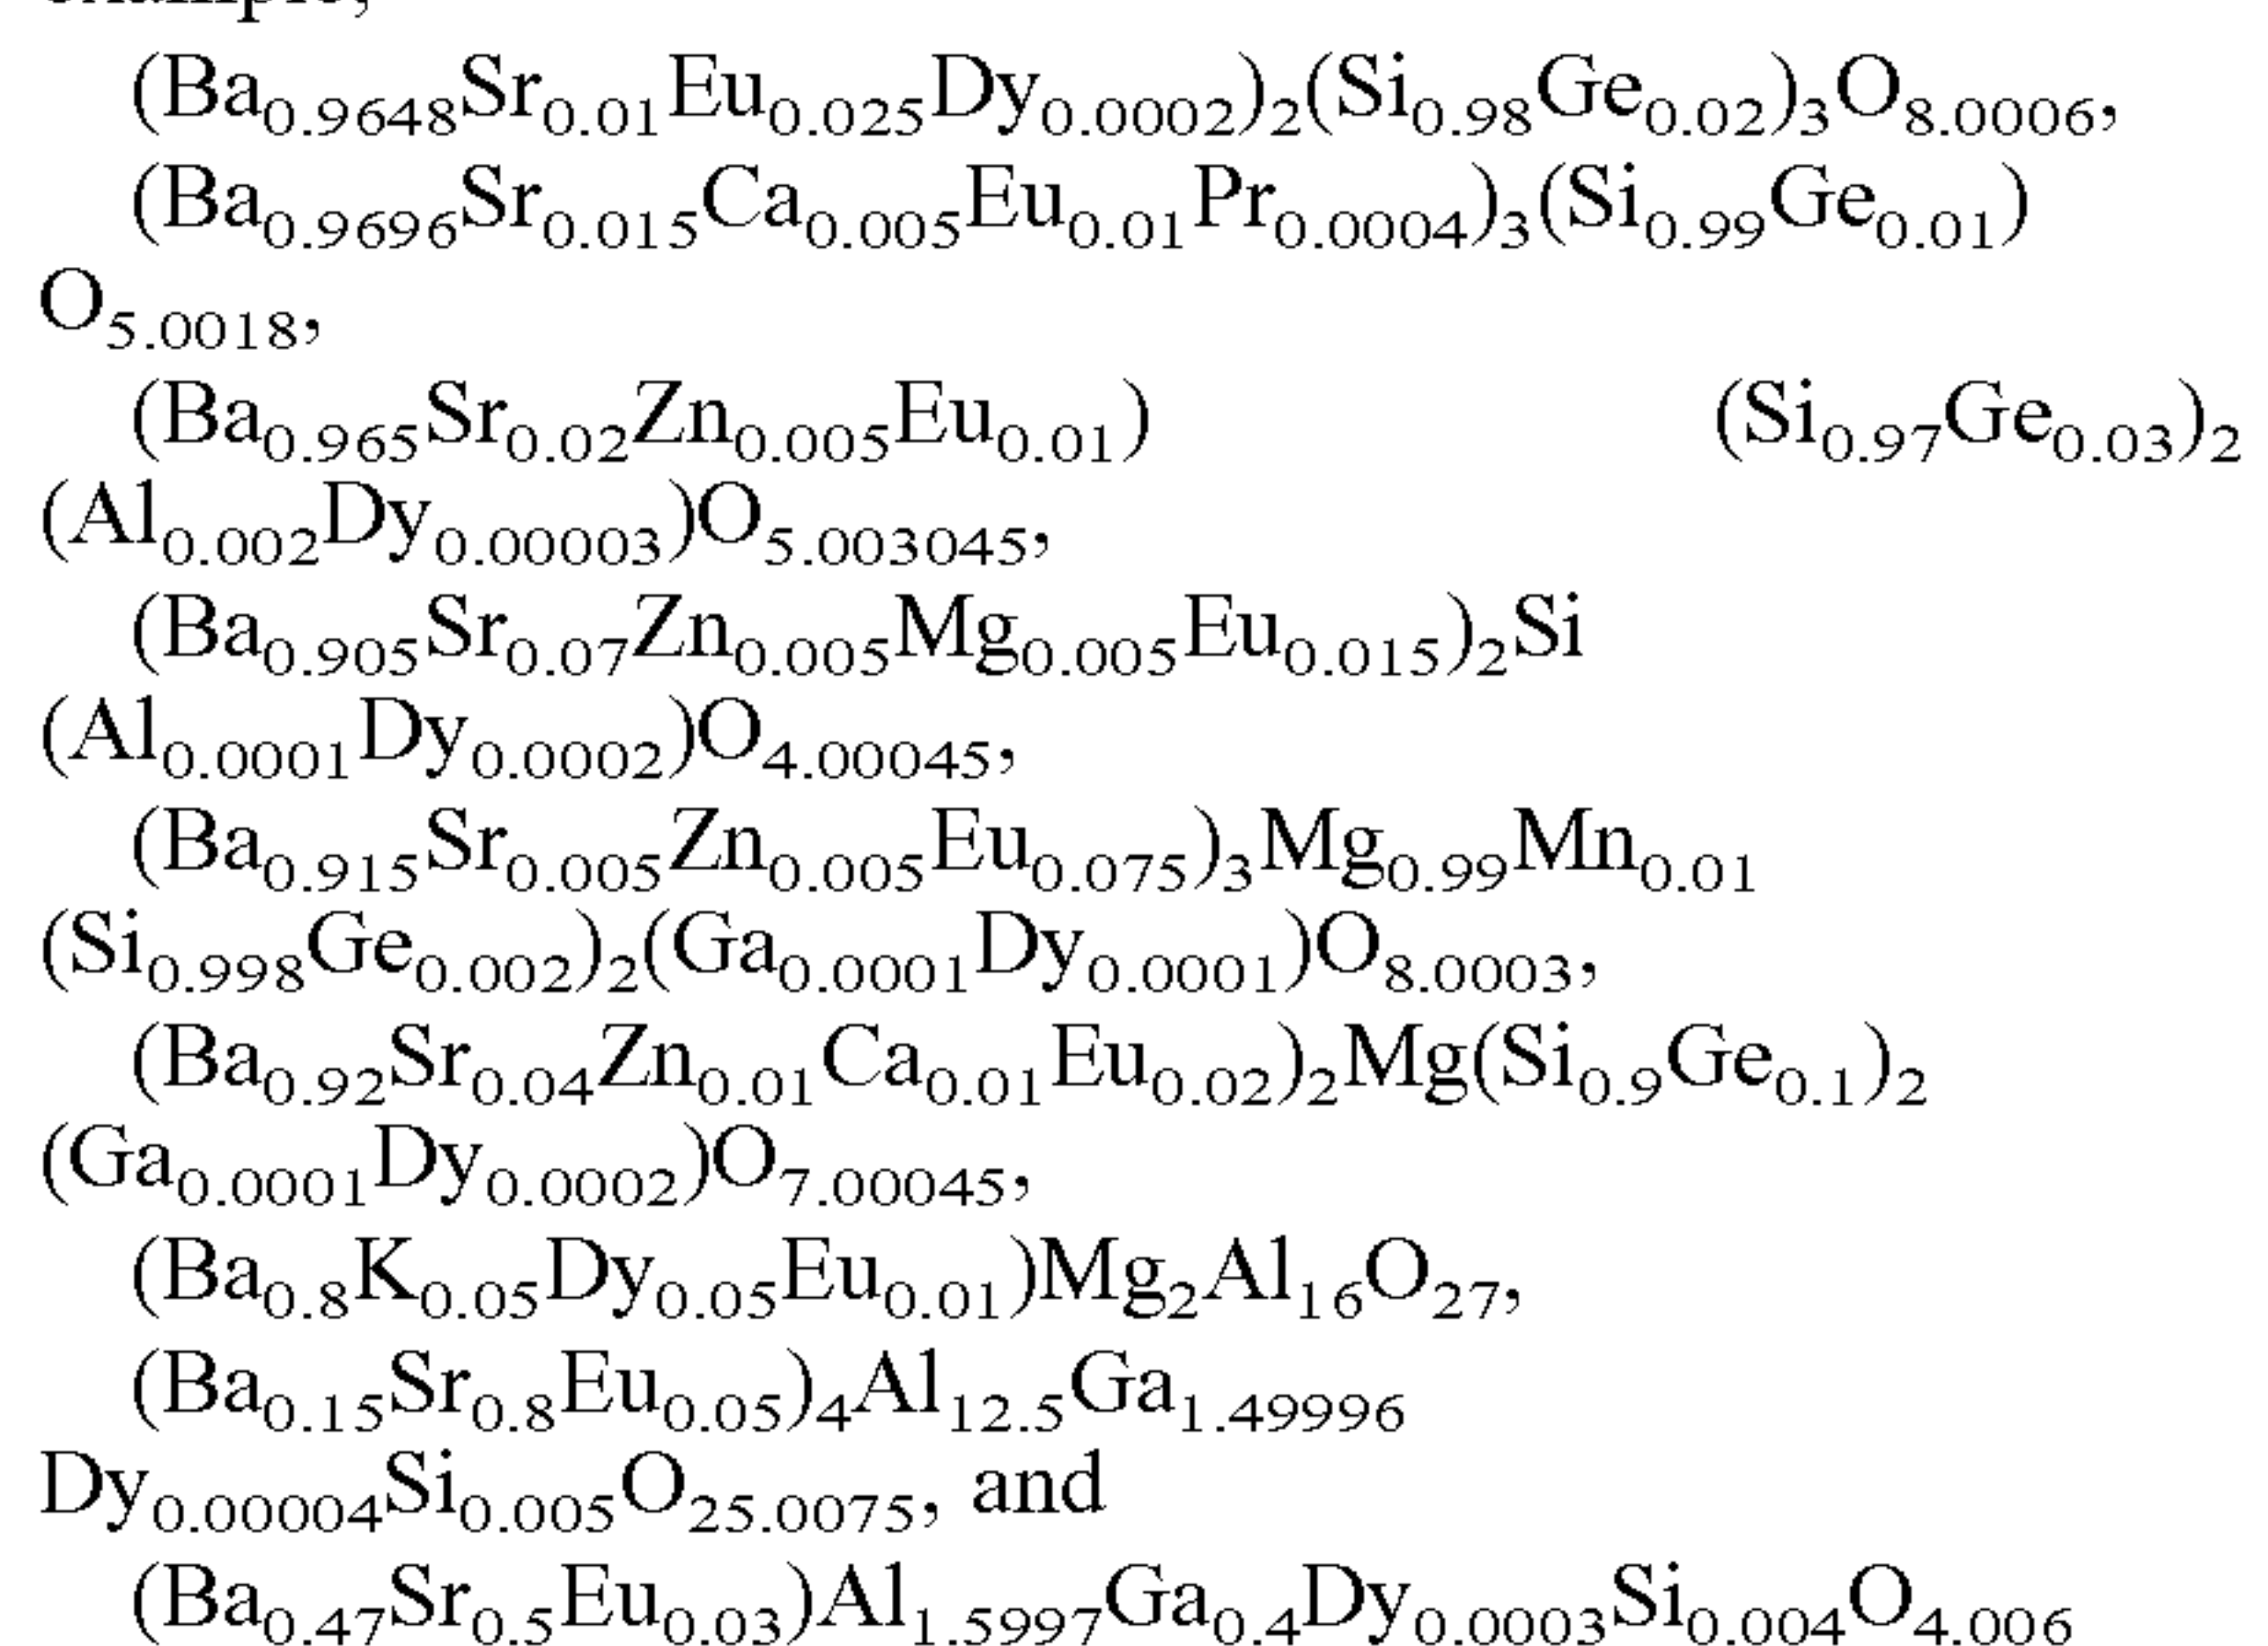 example,
(Ba0.9648Sr0.01Eu0.025Dy0.0002)2(Si0.98Ge0.02)3O8.0006,
(Ba0.9696Sr0.015Ca0.005Eu0.01Pr0.0004)3(Si0.99Ge0.01)
O5.0018,
(Ba0.965Sr0.02Zn0.005Eu0.01) (Si0.97Ge0.03)2
(Al0.002Dy0.00003)O5.003045,
(Ba0.905Sr0.07Zn0.005Mg0.005Eu0.015)2Si
(Al0.0001Dy0.0002)O4.00045,
(Ba0.915Sr0.005Zn0.005Eu0.075)3Mg0.99Mn0.01
(Si0.998Ge0.002)2(Ga0.0001Dy0.0001)O8.0003,
(Ba0.92Sr0.04Zn0.01Ca0.01Eu0.02)2Mg(Si0.9Ge0.1)2
(Ga0.0001Dy0.0002)O7.00045,
(Ba0.8K0.05Dy0.05Eu0.01)Mg2Al16O27,
(Ba0.15Sr0.8Eu0.05)4Al12.5Ga1.49996
Dy0.00004Si0.005O25.0075, and
(Ba0.47Sr0.5Eu0.03)Al1.5997Ga0.4Dy0.0003Si0.004O4.006